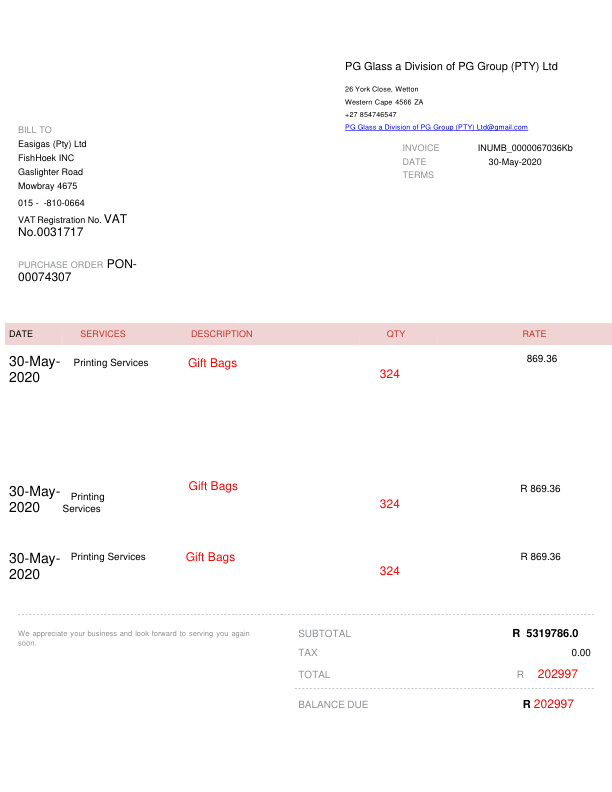 PG Glass a Division of PG Group (PTY) Ltd
26 York Close, Wetton
Western Cape 4566 ZA
+27 854746547
PG Glass a Division of PG Group (PTY) Ltd@gmail.com
BILL TO
Easigas (Pty) Ltd
FishHoek INC
Gaslighter Road
Mowbray 4675
015 - -810-0664
VAT Registration No. VAT
No.0031717
INVOICE INUMB_0000067036Kb
DATE 30-May-2020
TERMS
PURCHASE ORDER PON-
00074307
DATE SERVICES DESCRIPTION QTY RATE
30-May-
2020 Printing Services Gift Bags 324 869.36
30-May-
2020 Printing
Services Gift Bags 324 R 869.36
30-May-
2020 Printing Services Gift Bags 324 R 869.36
We appreciate your business and look forward to serving you again
soon.
SUBTOTAL R 5319786.0
TAX 0.00
TOTAL R 202997
BALANCE DUE R 202997